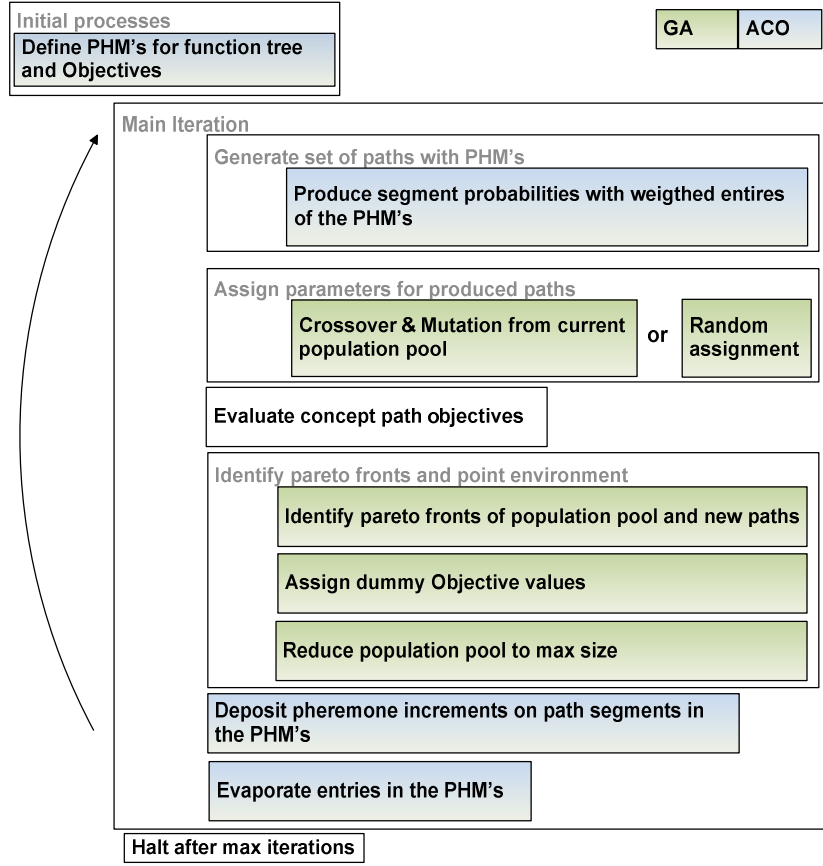 Initial processes
Define PHM's for function tree
and Objectives
GA ACO
Main Iteration
Generate set of paths with PHM's
Produce segment probabilities with weigthed entires
of the PHM's
Assign parameters for produced paths
Crossover & Mutation from current
population pool
or
Random
assignment
Evaluate concept path objectives
Identify pareto fronts and point environment
Identify pareto fronts of population pool and new paths
Assign dummy Objective values
Reduce population pool to max size
Deposit pheremone increments on path segments in
the PHM's
Evaporate entries in the PHM's
Halt after max iterations